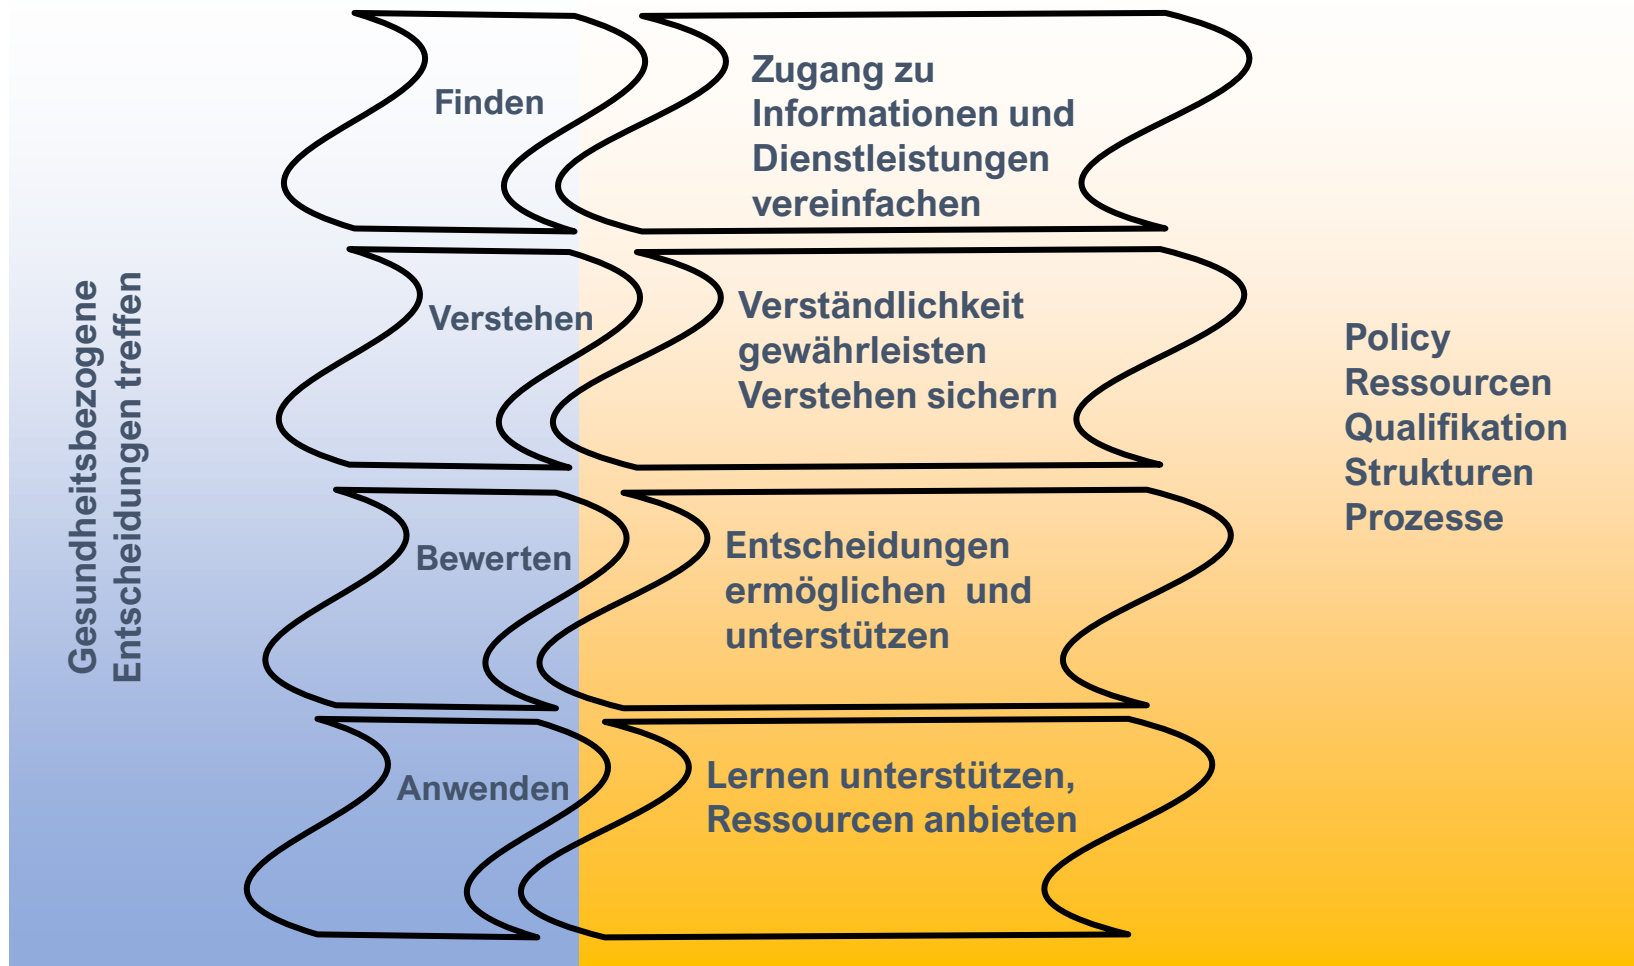 Gesundheitsbezogene
Entscheidungen treffen
Finden
Zugang zu
Informationen und
Dienstleistungen
vereinfachen
Verstehen
Verständlichkeit
gewährleisten
Verstehen sichern
Bewerten
Entscheidungen
ermöglichen  und
unterstützen
Anwenden
Lernen unterstützen,
Ressourcen anbieten
Policy
Ressourcen
Qualifikation
Strukturen
Prozesse